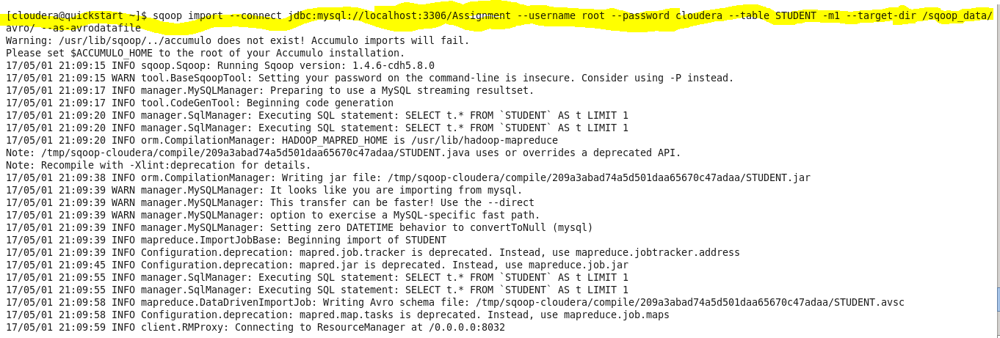 [cloudera@quickstart ~]$ sqoop import --connect jdbc:mysql://localhost:3306/Assignment --username root --password cloudera --table STUDENT -m1 --target-dir /sqoop_data/
avro/ --as-avrodatafile
Warning: /usr/lib/sqoop/../accumulo does not exist! Accumulo imports will fail.
Please set $ACCUMULO_HOME to the root of your Accumulo installation.
17/05/01 21:09:15 INFO sqoop.Sqoop: Running Sqoop version: 1.4.6-cdh5.8.0
17/05/01 21:09:15 WARN tool.BaseSqoopTool: Setting your password on the command-line is insecure. Consider using -P instead.
17/05/01 21:09:17 INFO manager.MySQLManager: Preparing to use a MySQL streaming resultset.
17/05/01 21:09:17 INFO tool.CodeGenTool: Beginning code generation
17/05/01 21:09:20 INFO manager.SqlManager: Executing SQL statement: SELECT t.* FROM `STUDENT` AS t LIMIT 1
17/05/01 21:09:20 INFO manager.SqlManager: Executing SQL statement: SELECT t.* FROM `STUDENT` AS t LIMIT 1
17/05/01 21:09:20 INFO orm.CompilationManager: HADOOP_MAPRED_HOME is /usr/lib/hadoop-mapreduce
Note: /tmp/sqoop-cloudera/compile/209a3abad74a5d501daa65670c47adaa/STUDENT.java uses or overrides a deprecated API.
Note: Recompile with -Xlint:deprecation for details.
17/05/01 21:09:38 INFO orm.CompilationManager: Writing jar file: /tmp/sqoop-cloudera/compile/209a3abad74a5d501daa65670c47adaa/STUDENT.jar
17/05/01 21:09:39 WARN manager.MySQLManager: It looks like you are importing from mysql.
17/05/01 21:09:39 WARN manager.MySQLManager: This transfer can be faster! Use the --direct
17/05/01 21:09:39 WARN manager.MySQLManager: option to exercise a MySQL-specific fast path.
17/05/01 21:09:39 INFO manager.MySQLManager: Setting zero DATETIME behavior to convertToNull (mysql)
17/05/01 21:09:39 INFO mapreduce.ImportJobBase: Beginning import of STUDENT
17/05/01 21:09:39 INFO Configuration.deprecation: mapred.job.tracker is deprecated. Instead, use mapreduce.jobtracker.address
17/05/01 21:09:45 INFO Configuration.deprecation: mapred.jar is deprecated. Instead, use mapreduce.job.jar
17/05/01 21:09:55 INFO manager.SqlManager: Executing SQL statement: SELECT t.* FROM `STUDENT` AS t LIMIT 1
17/05/01 21:09:55 INFO manager.SqlManager: Executing SQL statement: SELECT t.* FROM `STUDENT` AS t LIMIT 1
17/05/01 21:09:58 INFO mapreduce.DataDrivenImportJob: Writing Avro schema file: /tmp/sqoop-cloudera/compile/209a3abad74a5d501daa65670c47adaa/STUDENT.avsc
17/05/01 21:09:58 INFO Configuration.deprecation: mapred.map.tasks is deprecated. Instead, use mapreduce.job.maps
17/05/01 21:09:59 INFO client.RMProxy: Connecting to ResourceManager at /0.0.0.0:8032